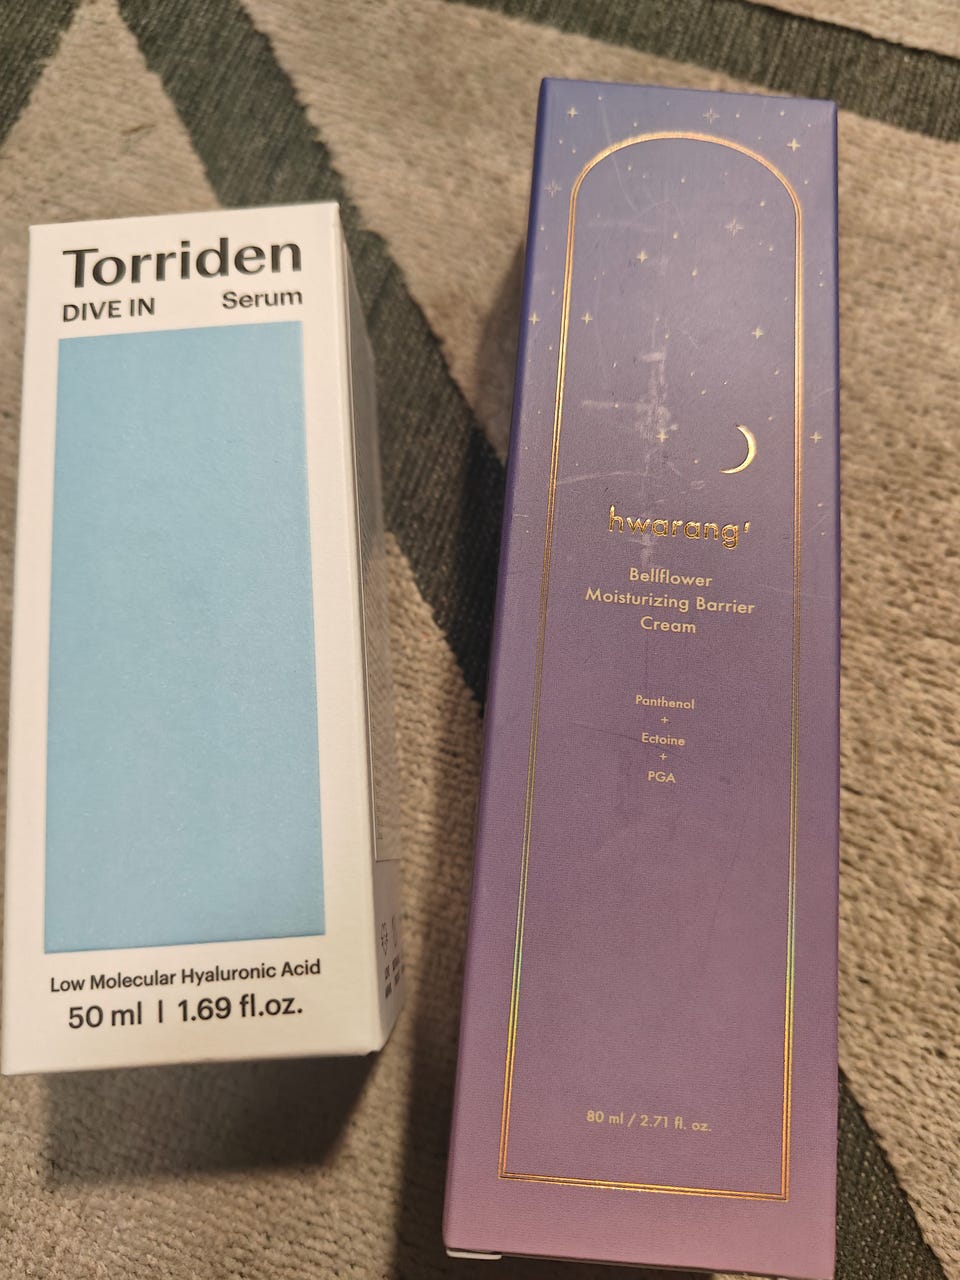 Torriden
DIVE IN Serum
Low Molecular Hyaluronic Acid
50 ml | 1.69 fl.oz.
hwarang'
Bellflower
Moisturizing Barrier
Cream
Panthenol
+
Ectoine
+
PGA
80 ml / 2.71 fl. oz.